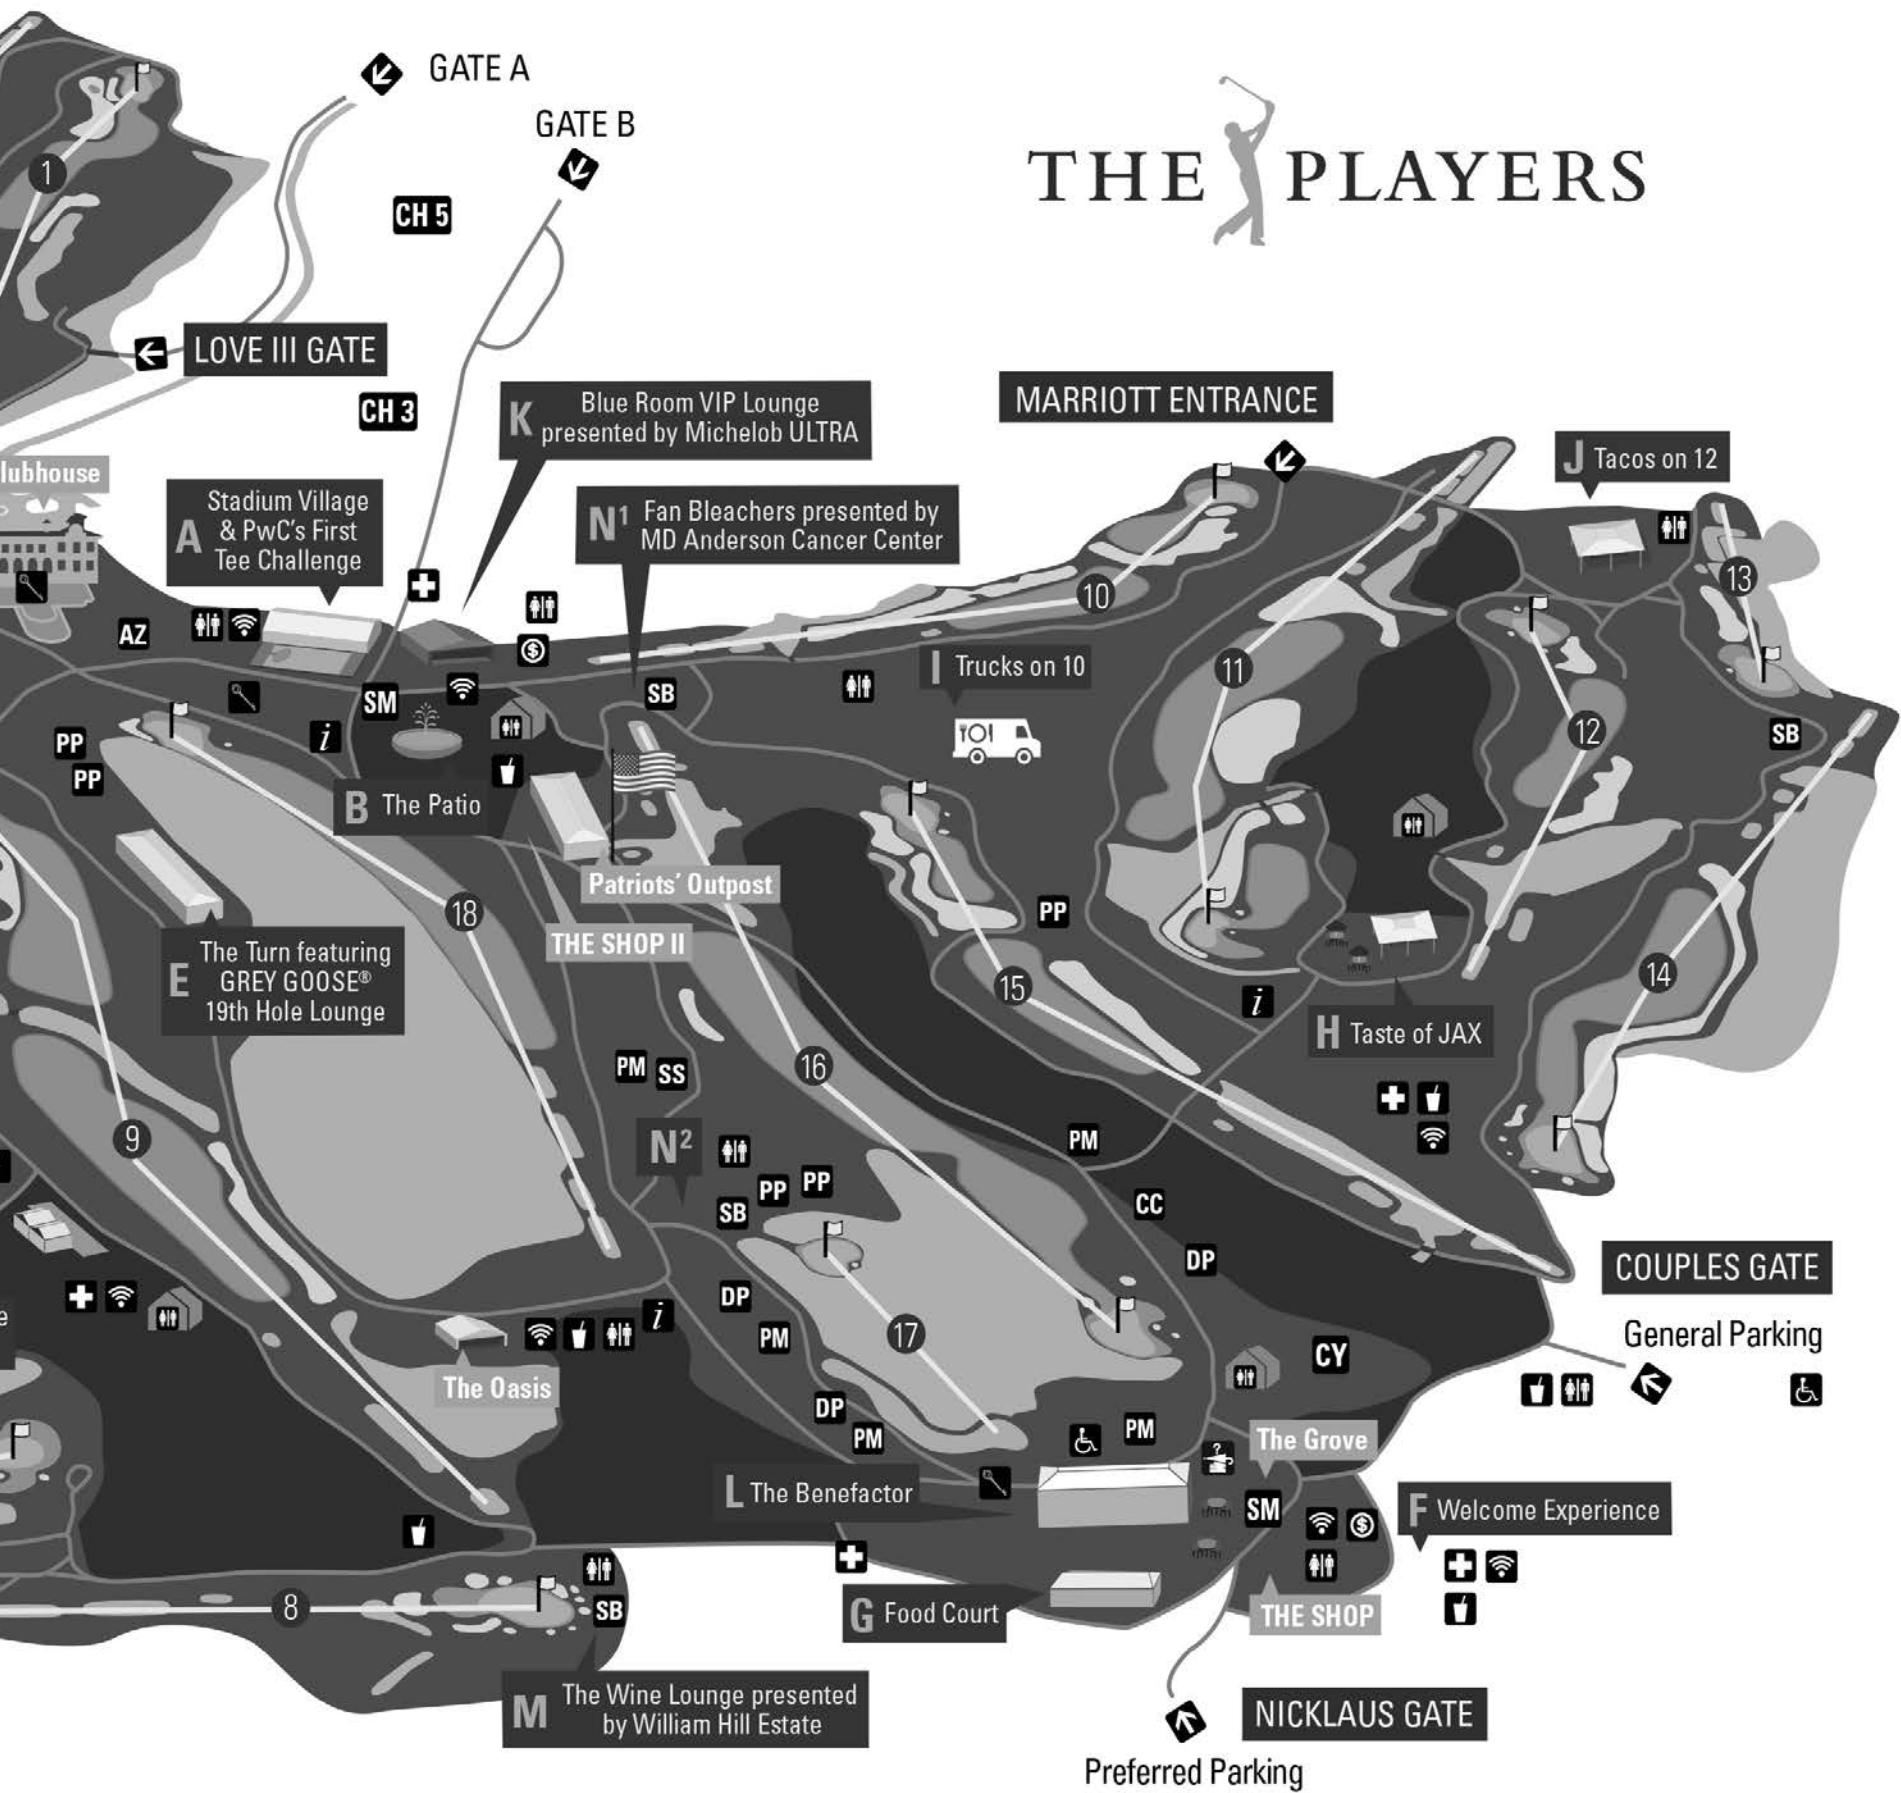 GATE A
GATE B
THE PLAYERS
1
CH 5
LOVE III GATE
CH 3
K Blue Room VIP Lounge
presented by Michelob ULTRA
MARRIOTT ENTRANCE
J Tacos on 12
lubhouse
A Stadium Village
& PwC's First
Tee Challenge
N¹ Fan Bleachers presented by
MD Anderson Cancer Center
10
13
AZ
SM
SB
I Trucks on 10
11
12
SB
PP
PP
i
B The Patio
Patriots' Outpost
18
THE SHOP II
PP
E The Turn featuring
GREY GOOSE®
19th Hole Lounge
15
i
14
H Taste of JAX
PM
SS
16
9
N²
PM
PP
PP
SB
CC
DP
COUPLES GATE
General Parking
DP
i
PM
17
CY
The Oasis
e
DP
PM
PM
The Grove
L The Benefactor
SM
F Welcome Experience
8
SB
G Food Court
THE SHOP
M The Wine Lounge presented
by William Hill Estate
NICKLAUS GATE
Preferred Parking